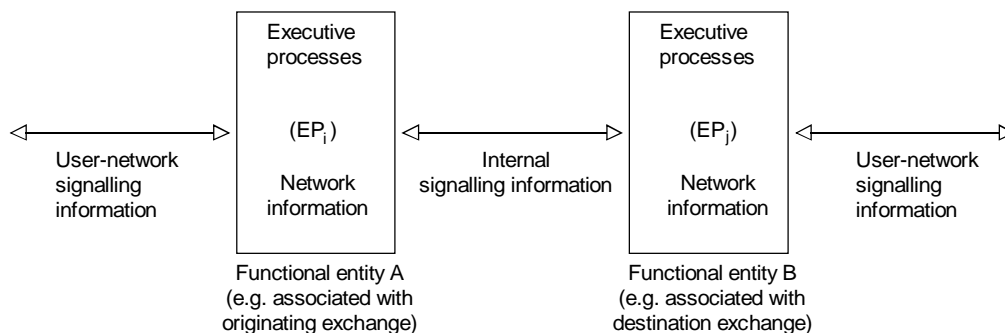 Executive
processes
(EPi)
Network
information
Executive
processes
(EPj)
Network
information
User-network
signalling
information
Internal
signalling information
User-network
signalling
information
Functional entity A
(e.g. associated with
originating exchange)
Functional entity B
(e.g. associated with
destination exchange)